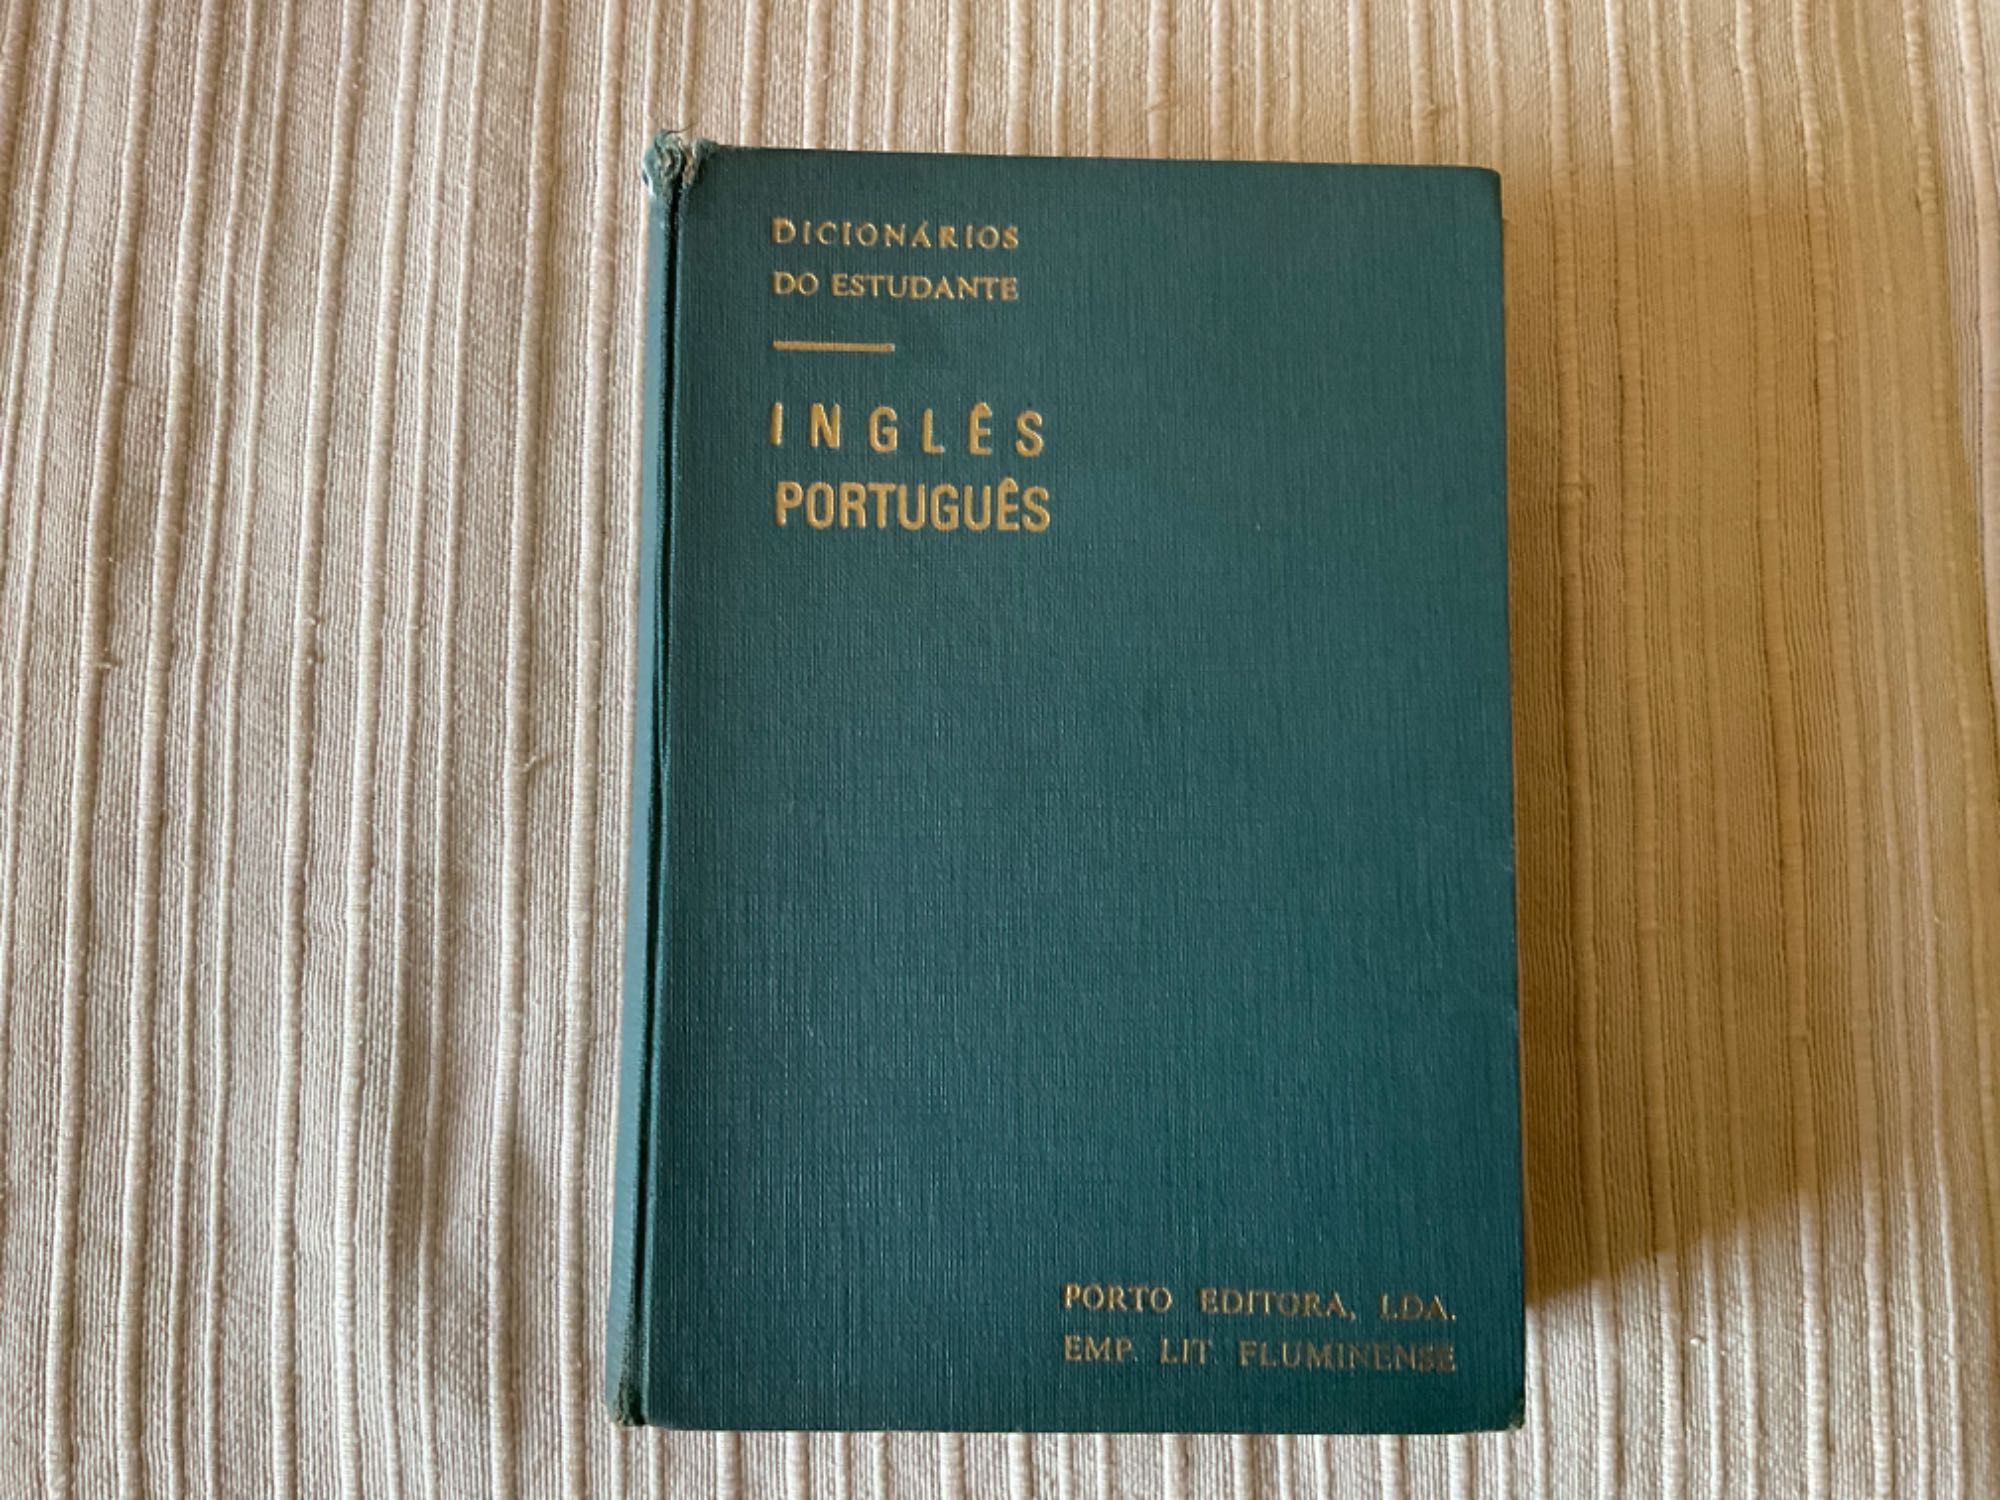 DICIONÁRIOS
DO ESTUDANTE
INGLÊS
PORTUGUÊS
PORTO EDITORA, LDA.
EMP. LIT. FLUMINENSE